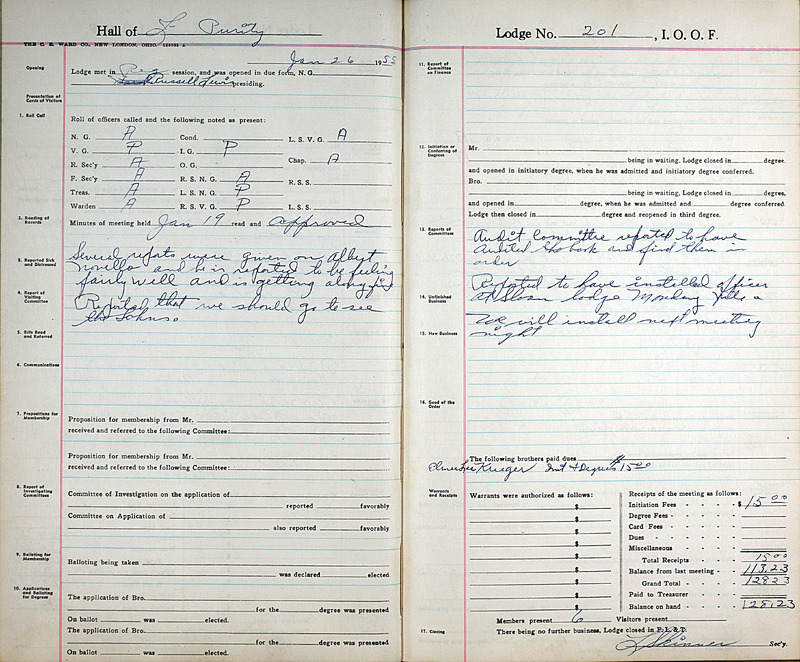 Hall of L Purity
THE C. E. WARD CO., NEW LONDON, OHIO.
Jan 26 1955
Opening
Lodge met in Reg session, and was opened in due form, N. G.
Russell Lewis presiding.
Presentation of Cards of Visitors
1. Roll Call
Roll of officers called and the following noted as present:
N. G. A Cond. L. S. V. G. A
V. G. P I. G. P
R. Sec'y A O. G. Chap. A
F. Sec'y A R. S. N. G. A R. S. S.
Treas. A L. S. N. G. P
Warden A R. S. V. G. P L. S. S.
2. Reading of Records
Minutes of meeting held Jan 19 read and approved
3. Reported Sick and Distressed
Several reports were given on Albert
Novello and he is reported to be feeling
fairly well and is getting along fine
4. Report of Visiting Committee
Reported that we should go to see
the Johns.
5. Bills Read and Referred
6. Communications
7. Propositions for Membership
Proposition for membership from Mr.
received and referred to the following Committee:
Proposition for membership from Mr.
received and referred to the following Committee:
8. Report of Investigating Committees
Committee of Investigation on the application of
reported favorably
Committee on Application of
also reported favorably
9. Balloting for Membership
Balloting being taken
was declared elected
10. Applications and Balloting for Degrees
The application of Bro.
for the degree was presented
On ballot was elected.
The application of Bro.
for the degree was presented
On ballot was elected.
Lodge No. 201, I. O. O. F.
11. Report of Committee on Finance
12. Initiation or Conferring of Degrees
Mr.
being in waiting, Lodge closed in degree
and opened in initiatory degree, when he was admitted and initiatory degree conferred.
Bro.
being in waiting, Lodge closed in degree,
and opened in degree, when he was admitted and degree conferred.
Lodge then closed in degree and reopened in third degree.
13. Reports of Committees
Audit Committee reported to have
audited the book and find them in
order
14. Unfinished Business
Reported to have installed officer
at Sloan lodge Monday
15. New Business
We will install next meeting
night
16. Good of the Order
The following brothers paid dues
Krueger Int + Degrees $15.00
Warrants and Receipts
Warrants were authorized as follows:
$
$
$
$
$
$
$
$
$
Receipts of the meeting as follows:
Initiation Fees $ 15 00
Degree Fees
Card Fees
Dues
Miscellaneous
Total Receipts 15 00
Balance from last meeting 113.23
Grand Total 128 23
Paid to Treasurer
Balance on hand 128.23
Members present 6 Visitors present
17. Closing
There being no further business, Lodge closed in F. L. & T.
Skinner Sec'y.